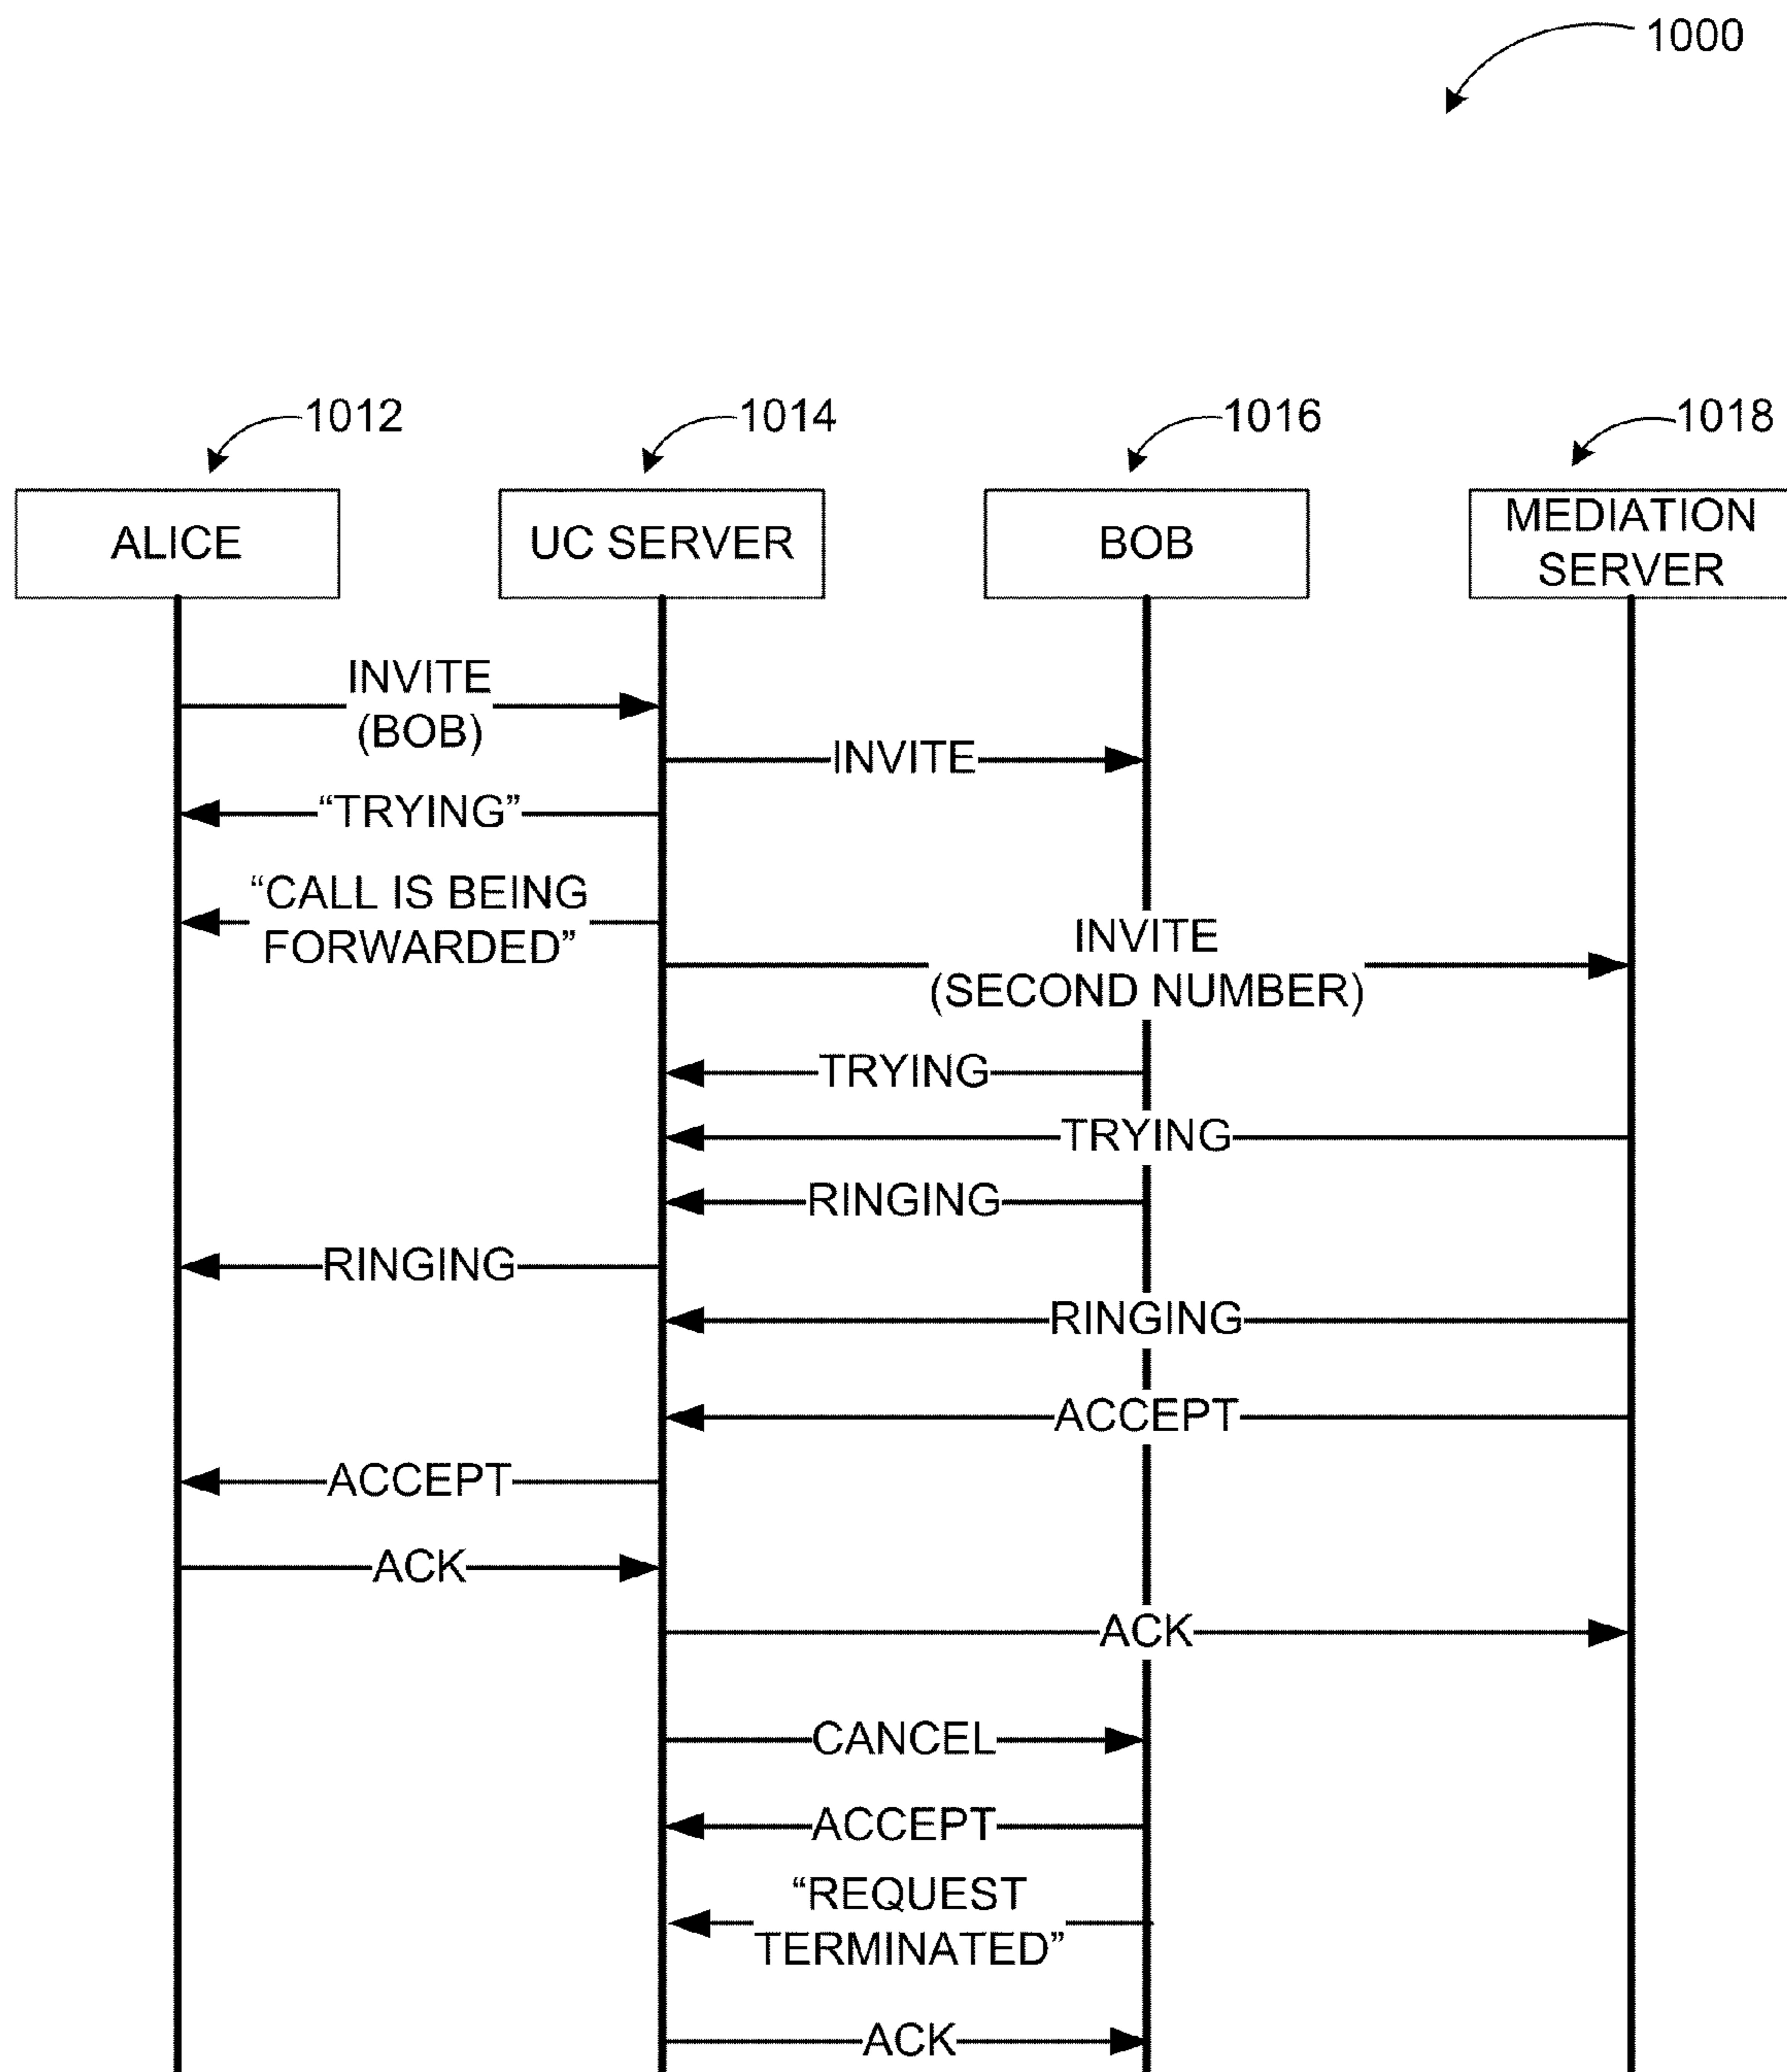 1000
1012
1014
1016
1018
ALICE
UC SERVER
BOB
MEDIATION
SERVER
INVITE
(BOB)
INVITE
“TRYING”
“CALL IS BEING
FORWARDED”
INVITE
(SECOND NUMBER)
TRYING
TRYING
RINGING
RINGING
RINGING
ACCEPT
ACCEPT
ACK
ACK
CANCEL
ACCEPT
“REQUEST
TERMINATED”
ACK